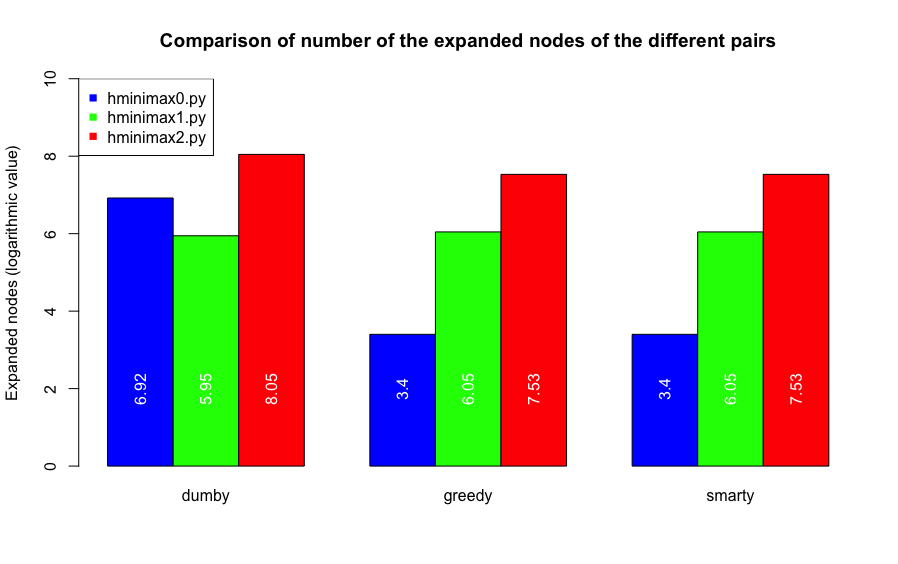 Comparison of number of the expanded nodes of the different pairs
Expanded nodes (logarithmic value)
10
8
6
4
2
0
hminimax0.py
hminimax1.py
hminimax2.py
6.92
5.95
8.05
3.4
6.05
7.53
3.4
6.05
7.53
dumby
greedy
smarty